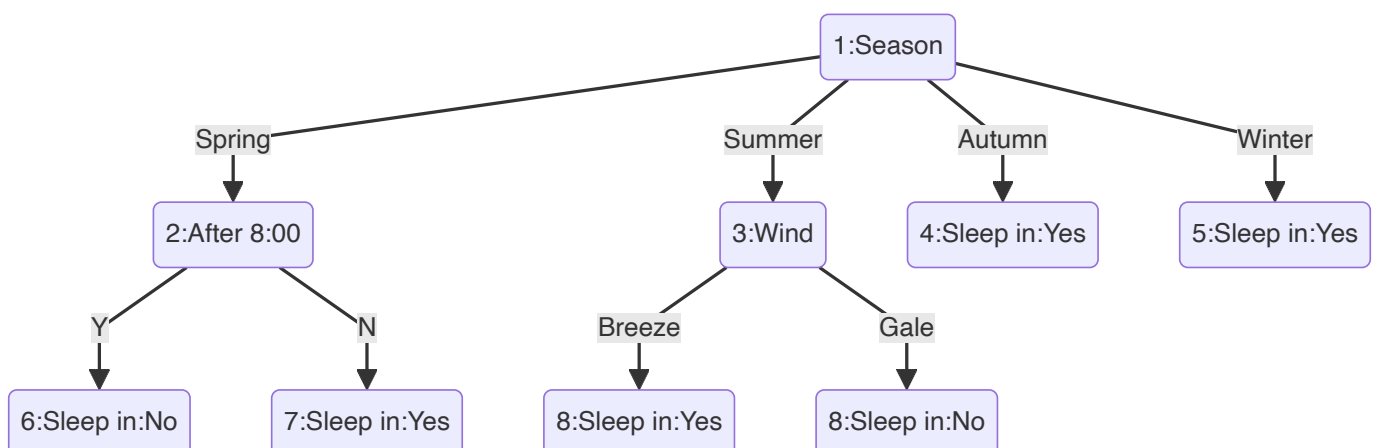 1:Season
Spring
Summer
Autumn
Winter
2:After 8:00
3:Wind
4:Sleep in:Yes
5:Sleep in:Yes
Y
N
Breeze
Gale
6:Sleep in:No
7:Sleep in:Yes
8:Sleep in:Yes
8:Sleep in:No